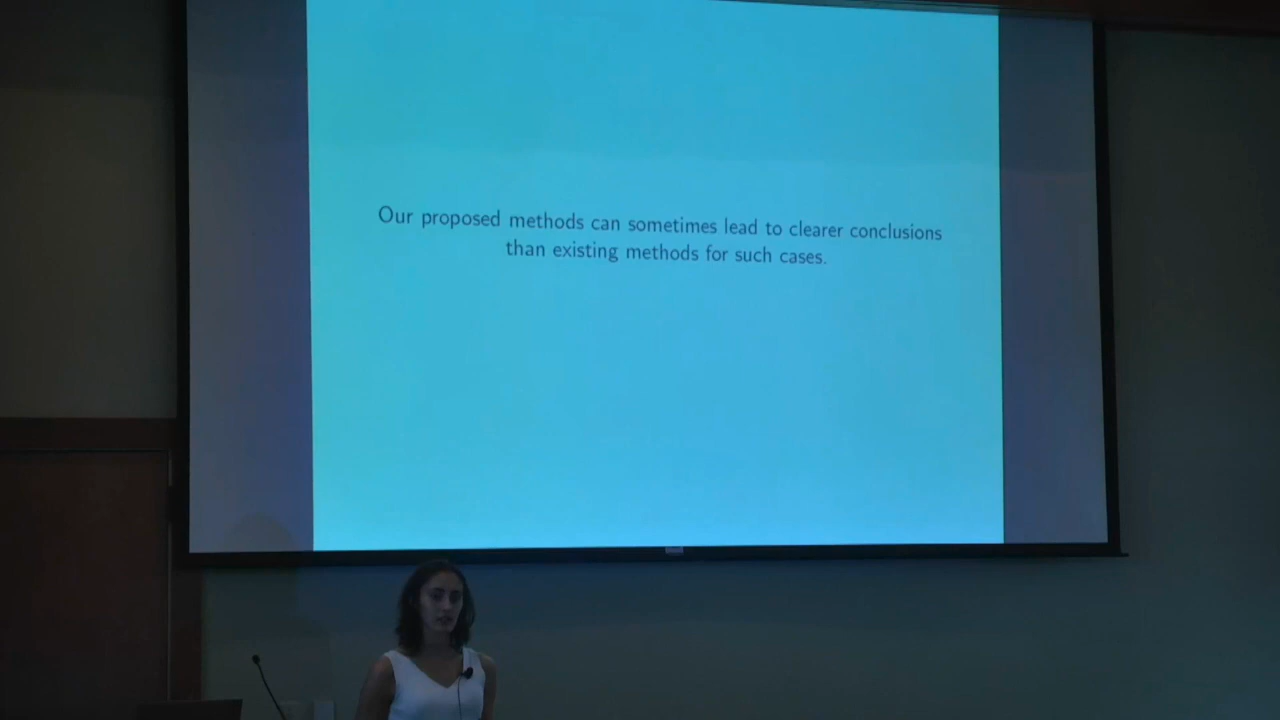 Our proposed methods can sometimes lead to clearer conclusions
than existing methods for such cases.